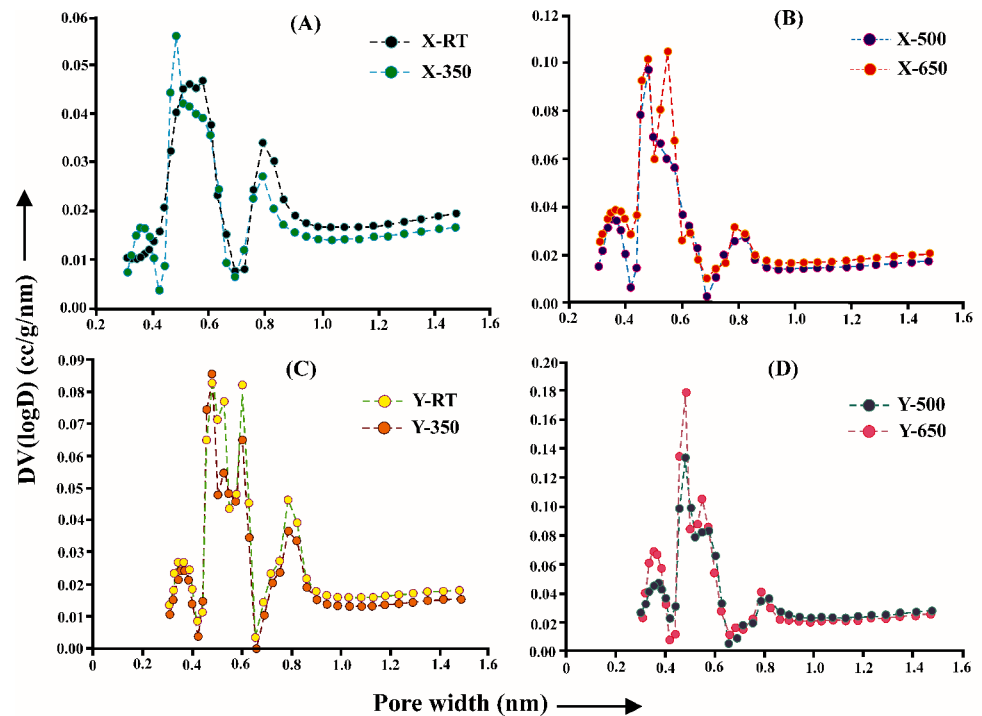 (A)
X-RT
X-350
0.06
0.05
0.04
0.03
0.02
0.01
0.00
0.2 0.4 0.6 0.8 1.0 1.2 1.4 1.6
(B)
X-500
X-650
0.12
0.10
0.08
0.06
0.04
0.02
0.00
0.2 0.4 0.6 0.8 1.0 1.2 1.4 1.6
(C)
Y-RT
Y-350
0.09
0.08
0.07
0.06
0.05
0.04
0.03
0.02
0.01
0.00
0 0.2 0.4 0.6 0.8 1.0 1.2 1.4 1.6
(D)
Y-500
Y-650
0.20
0.18
0.16
0.14
0.12
0.10
0.08
0.06
0.04
0.02
0.00
0 0.2 0.4 0.6 0.8 1.0 1.2 1.4 1.6
DV(logD) (cc/g/nm)
Pore width (nm)